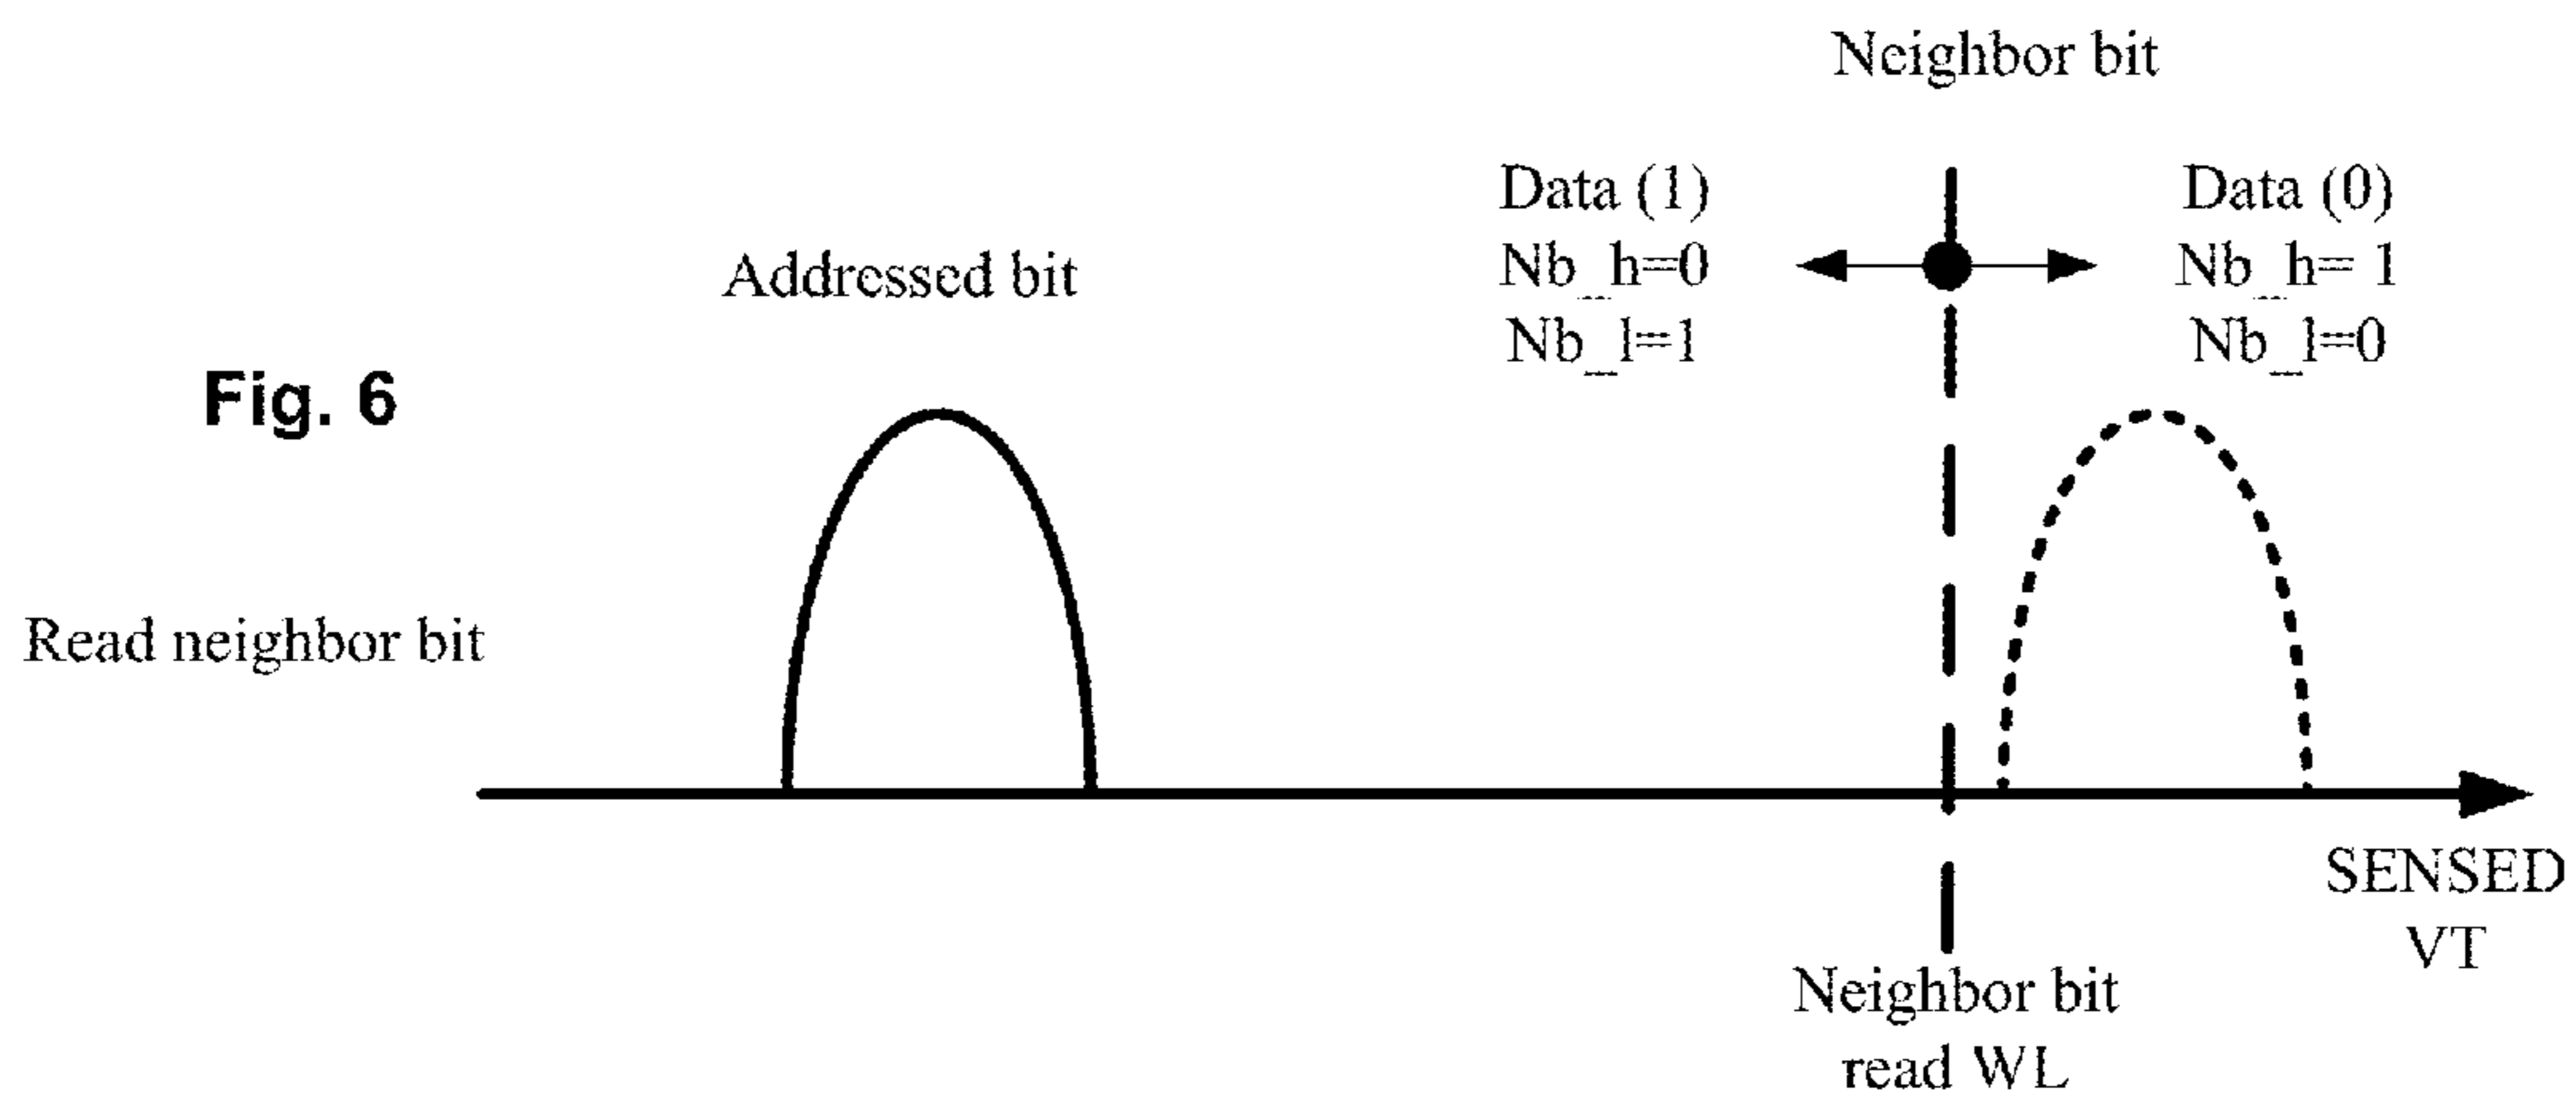 Neighbor bit
Data (1)
Nb_h=0
Nb_l=1
Data (0)
Nb_h= 1
Nb_l=0
Addressed bit
Fig. 6
Read neighbor bit
SENSED
VT
Neighbor bit
read WL